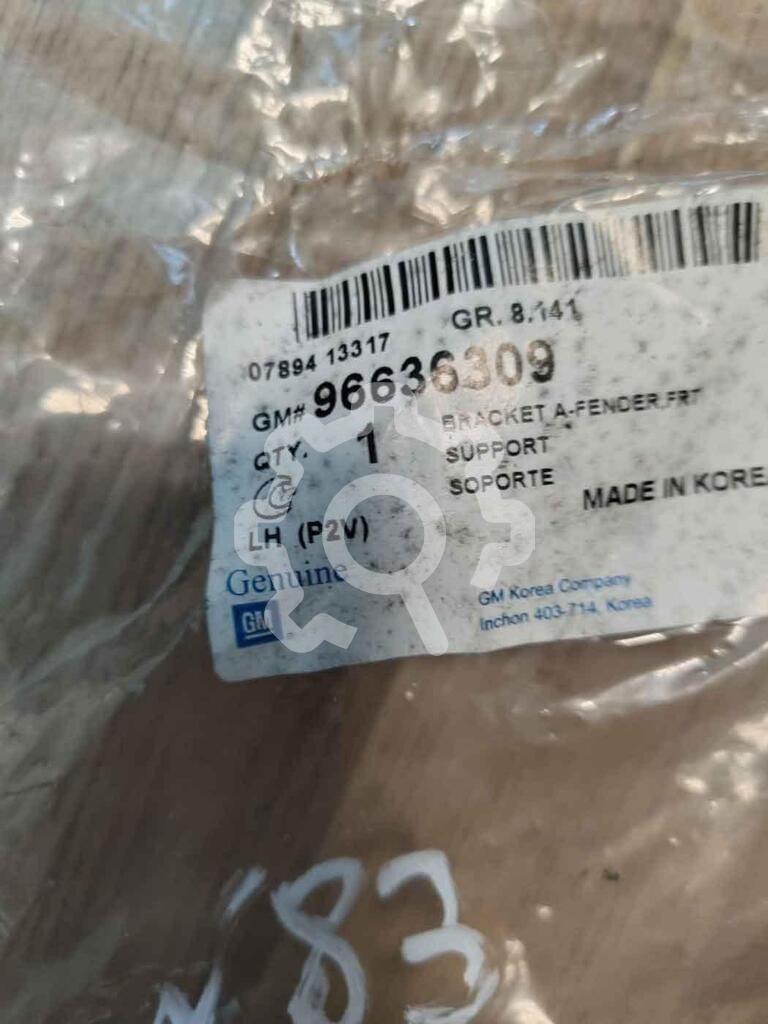 GR. 8.141
07894 13317
GM# 96636309
BRACKET A-FENDER,FRT
QTY. 1
SUPPORT
SOPORTE
MADE IN KOREA
LH (P2V)
Genuine
GM
GM Korea Company
Inchon 403-714, Korea
83